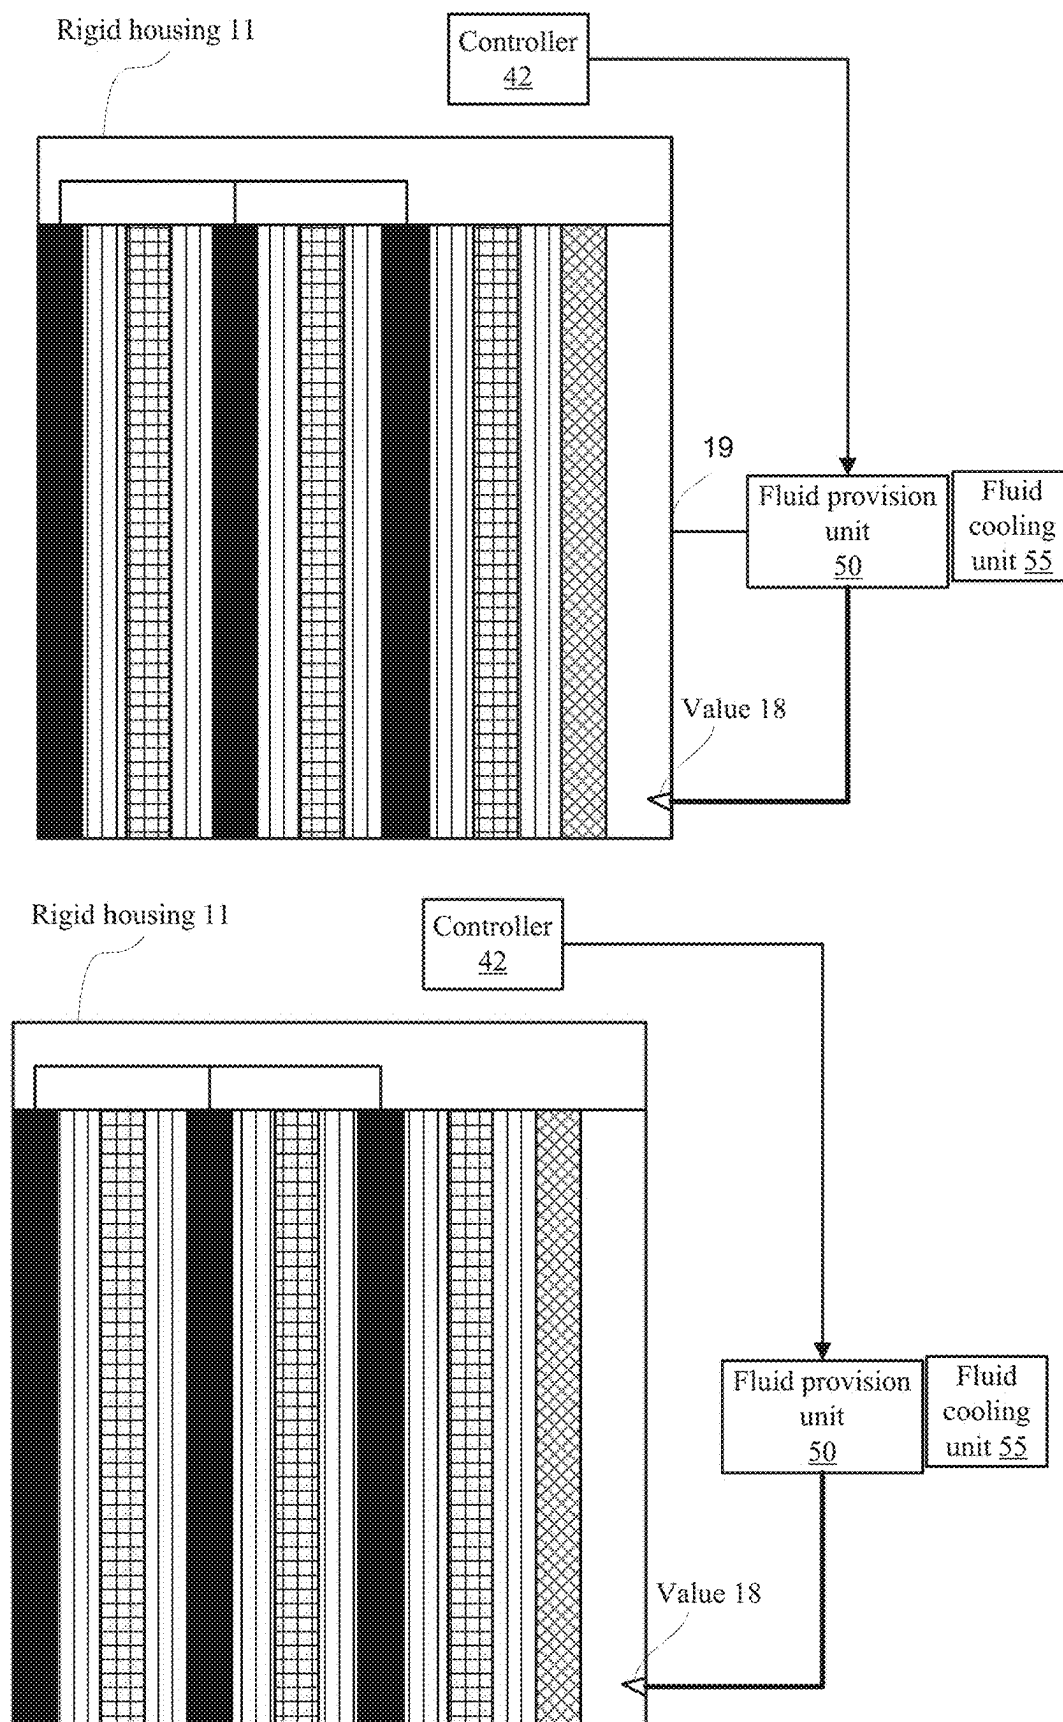 Rigid housing 11
Controller
42
19
Fluid provision
unit
50
Fluid
cooling
unit 55
Value 18
Rigid housing 11
Controller
42
Fluid provision
unit
50
Fluid
cooling
unit 55
Value 18